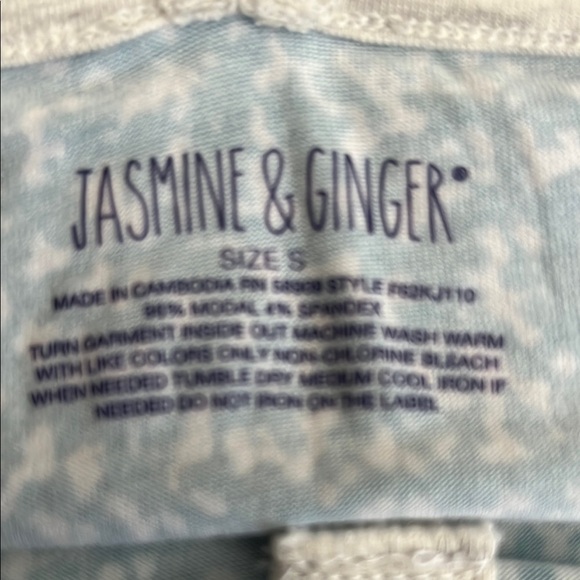 JASMINE & GINGER®
SIZE S
MADE IN CAMBODIA RN STYLE #62KJ110
96% MODAL 4% SPANDEX
TURN GARMENT INSIDE OUT MACHINE WASH WARM
WITH LIKE COLORS ONLY NON-CHLORINE BLEACH
WHEN NEEDED TUMBLE DRY MEDIUM COOL IRON IF
NEEDED DO NOT IRON ON THE LABEL